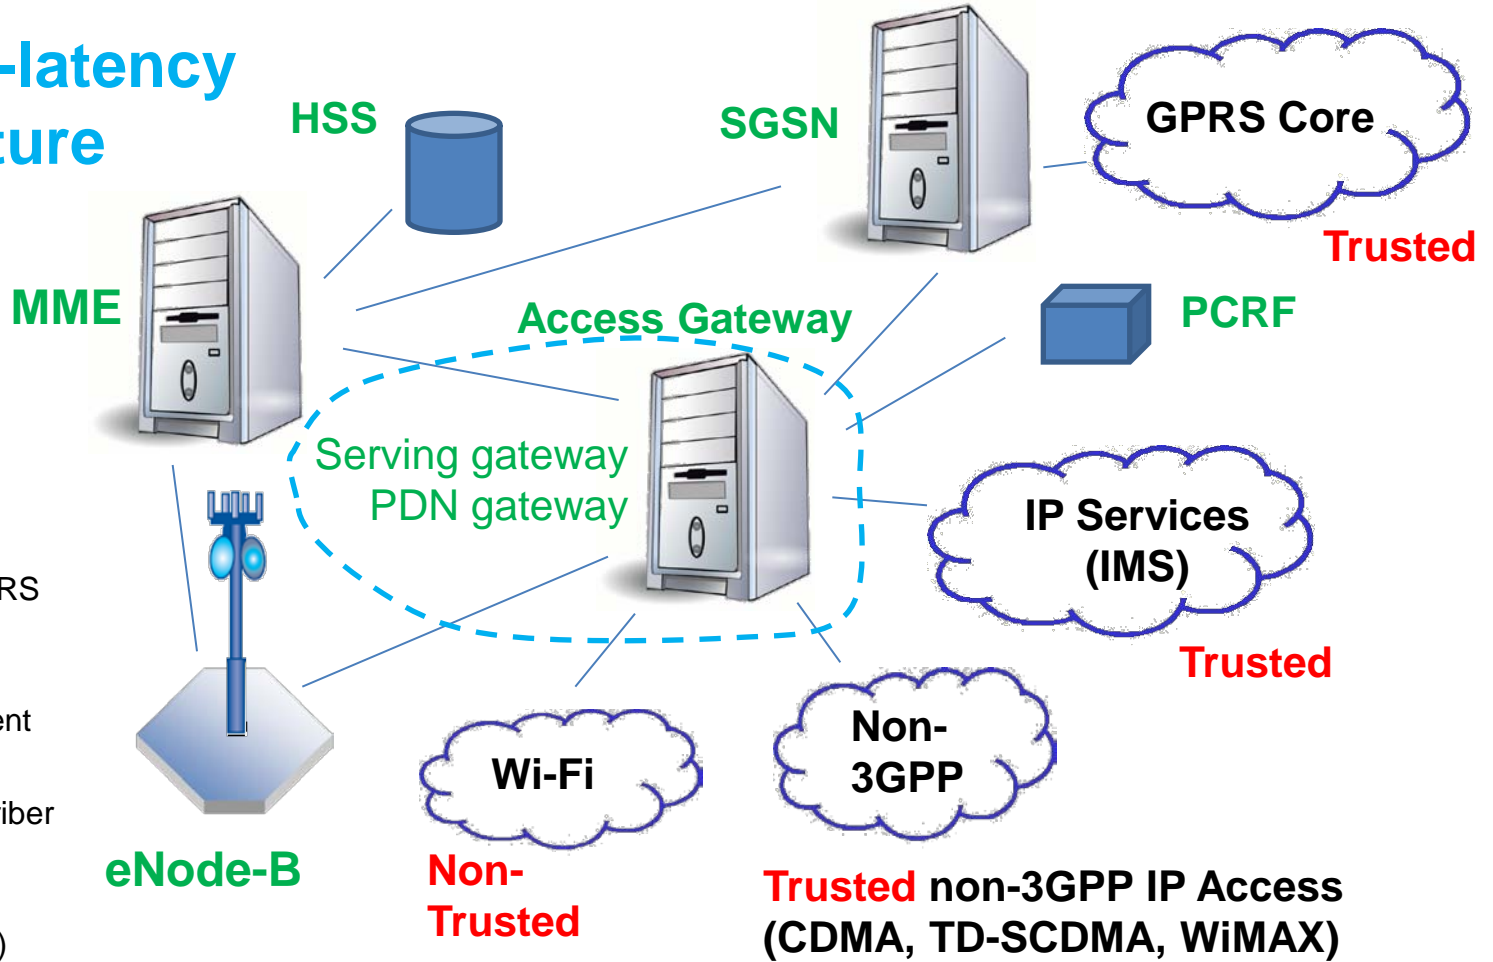 -latency
ture
HSS
SGSN
GPRS Core
Trusted
MME
Access Gateway
PCRF
Serving gateway
PDN gateway
IP Services
(IMS)
Trusted
RS
ent
riber
)
eNode-B
Wi-Fi
Non-
Trusted
Non-
3GPP
Trusted non-3GPP IP Access
(CDMA, TD-SCDMA, WiMAX)